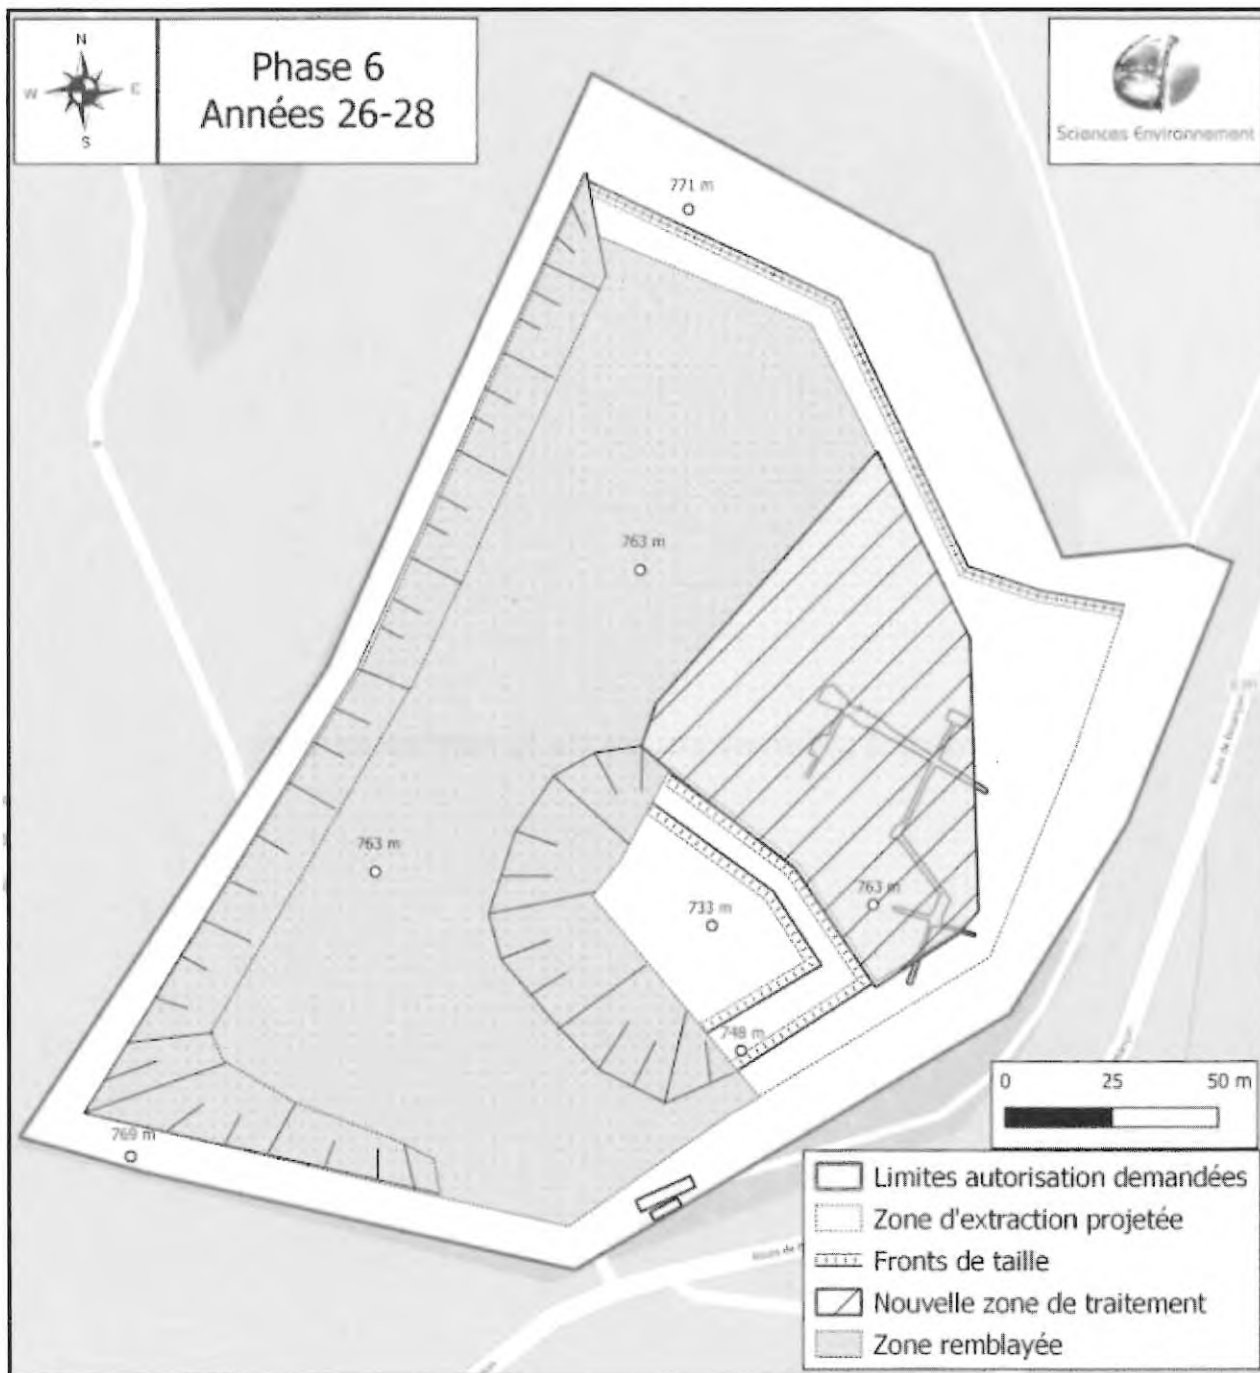 N
W E
S
Phase 6
Années 26-28
Sciences Environnement
771 m
763 m
763 m
763 m
733 m
748 m
769 m
0 25 50 m
Limites autorisation demandées
Zone d'extraction projetée
Fronts de taille
Nouvelle zone de traitement
Zone remblayée